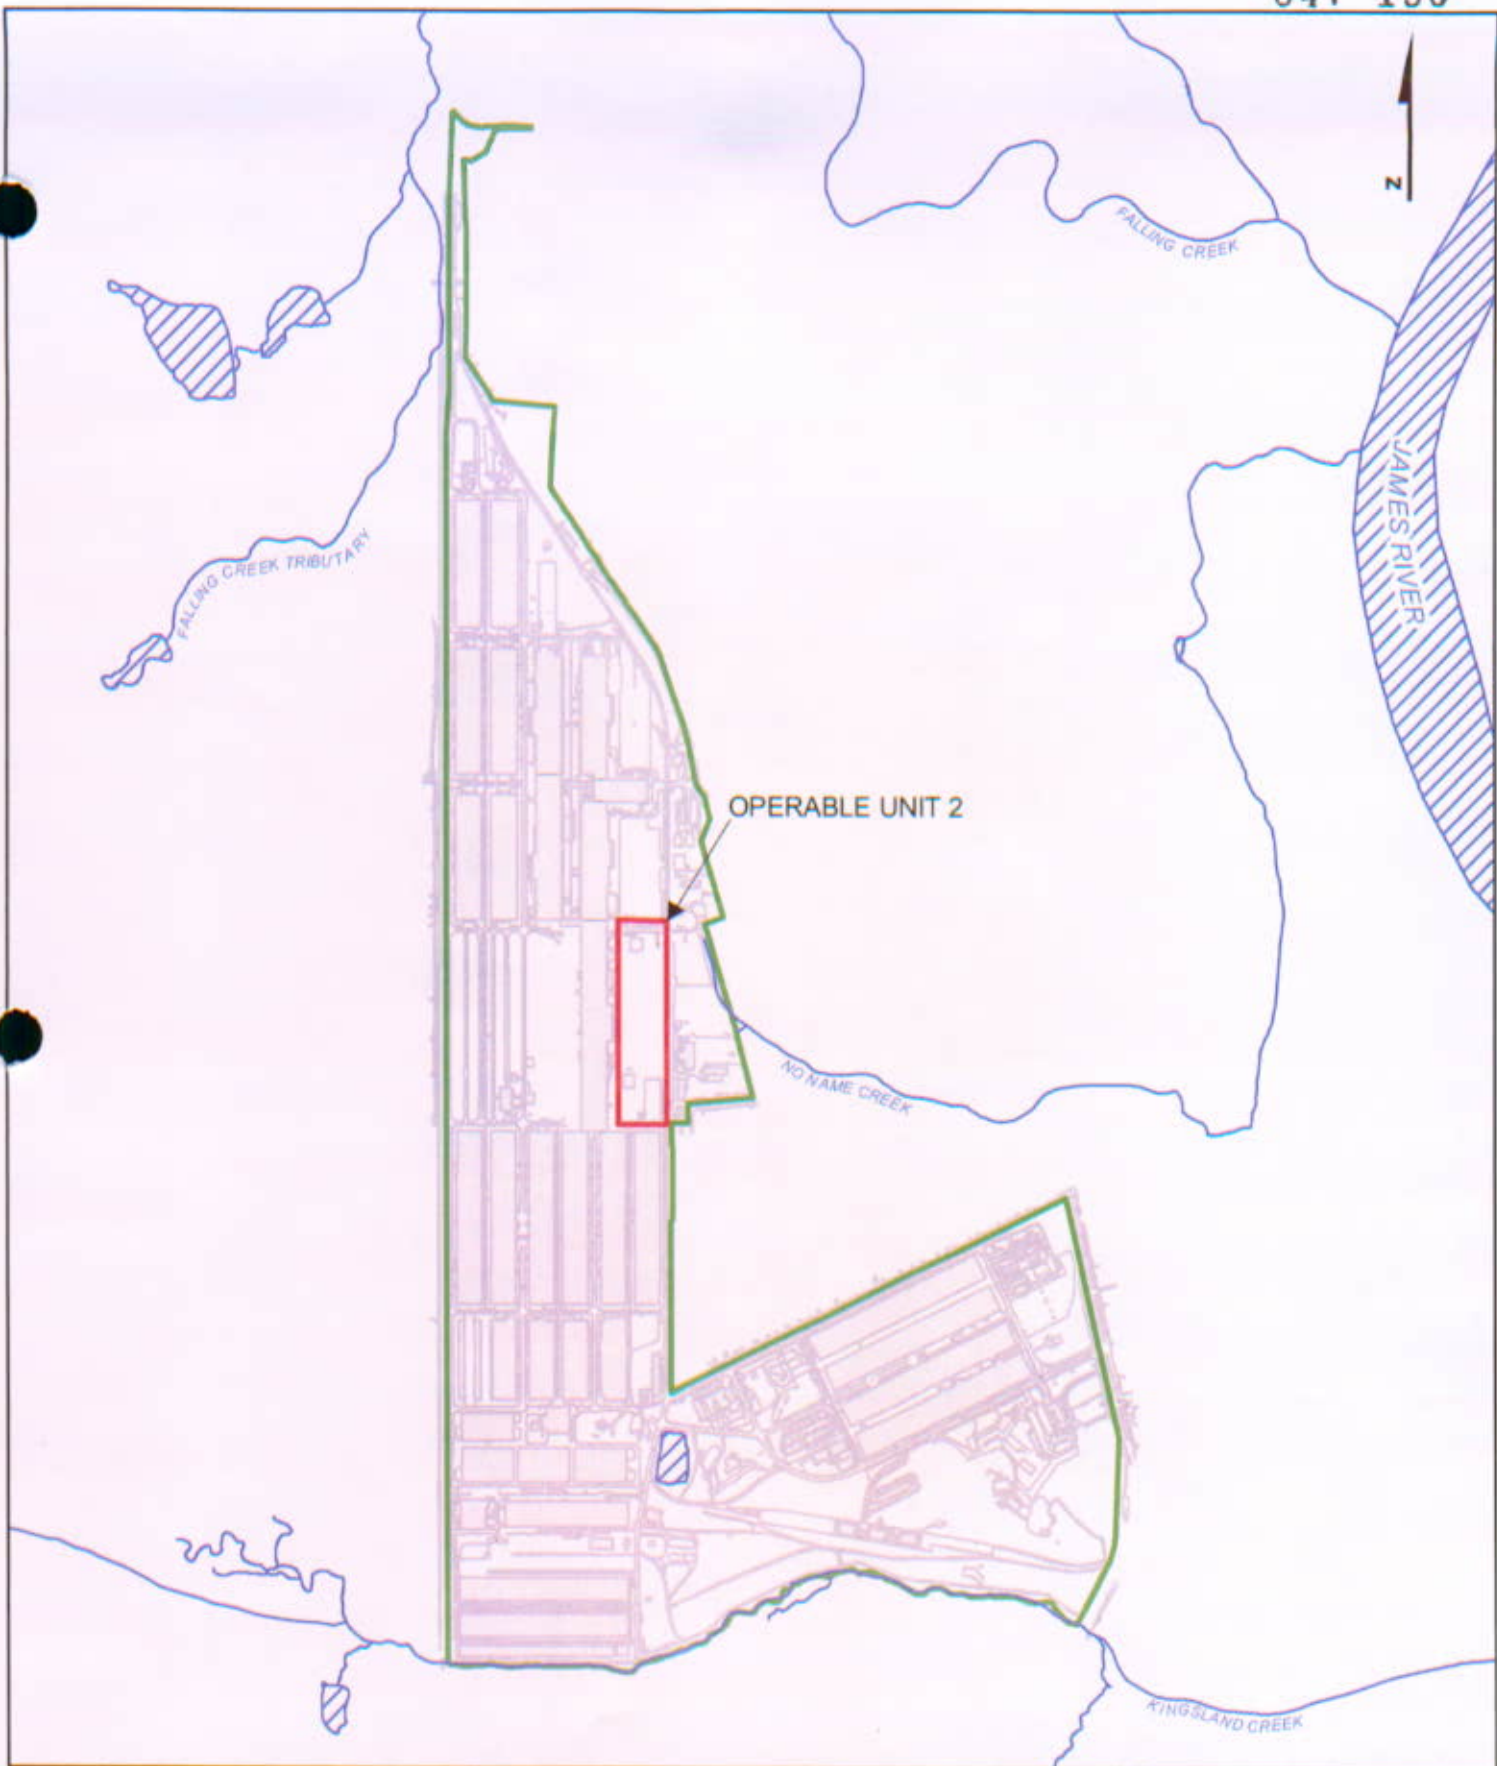 N
FALLING CREEK
JAMES RIVER
FALLING CREEK TRIBUTARY
OPERABLE UNIT 2
NO NAME CREEK
KINGSLAND CREEK